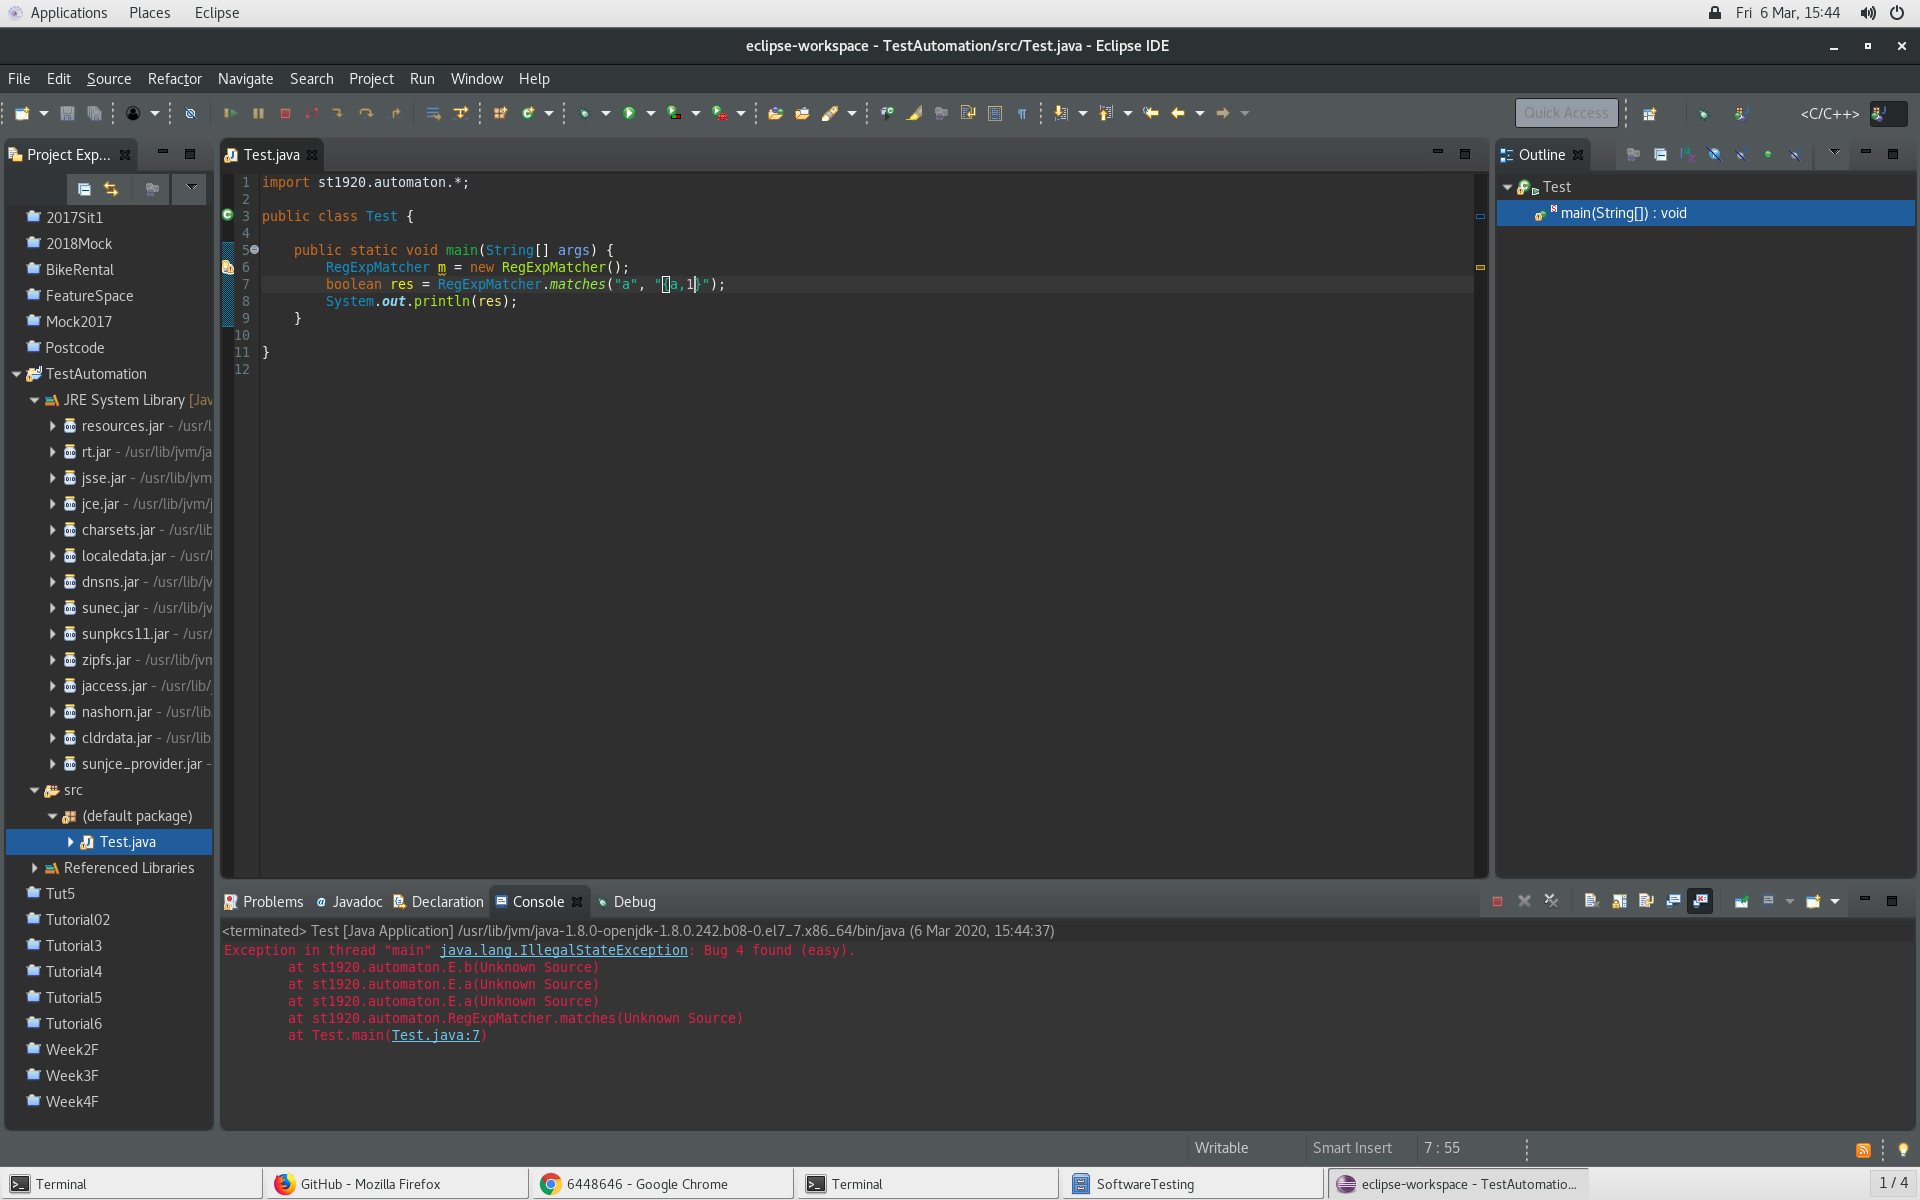 Applications Places Eclipse Fri 6 Mar, 15:44
eclipse-workspace - TestAutomation/src/Test.java - Eclipse IDE
File Edit Source Refactor Navigate Search Project Run Window Help
Quick Access <C/C++>
Project Exp...
2017Sit1
2018Mock
BikeRental
FeatureSpace
Mock2017
Postcode
TestAutomation
JRE System Library [Jav
resources.jar - /usr/l
rt.jar - /usr/lib/jvm/ja
jsse.jar - /usr/lib/jvm
jce.jar - /usr/lib/jvm/j
charsets.jar - /usr/lib
localedata.jar - /usr/l
dnsns.jar - /usr/lib/jv
sunec.jar - /usr/lib/jv
sunpkcs11.jar - /usr/
zipfs.jar - /usr/lib/jvm
jaccess.jar - /usr/lib/
nashorn.jar - /usr/lib
cldrdata.jar - /usr/lib
sunjce_provider.jar -
src
(default package)
Test.java
Referenced Libraries
Tut5
Tutorial02
Tutorial3
Tutorial4
Tutorial5
Tutorial6
Week2F
Week3F
Week4F
Test.java
1 import st1920.automaton.*;
2
3 public class Test {
4
5 public static void main(String[] args) {
6 RegExpMatcher m = new RegExpMatcher();
7 boolean res = RegExpMatcher.matches("a", "{a,1}");
8 System.out.println(res);
9 }
10
11 }
12
Outline
Test
main(String[]) : void
Problems Javadoc Declaration Console Debug
<terminated> Test [Java Application] /usr/lib/jvm/java-1.8.0-openjdk-1.8.0.242.b08-0.el7_7.x86_64/bin/java (6 Mar 2020, 15:44:37)
Exception in thread "main" java.lang.IllegalStateException: Bug 4 found (easy).
at st1920.automaton.E.b(Unknown Source)
at st1920.automaton.E.a(Unknown Source)
at st1920.automaton.E.a(Unknown Source)
at st1920.automaton.RegExpMatcher.matches(Unknown Source)
at Test.main(Test.java:7)
Writable Smart Insert 7 : 55
Terminal GitHub - Mozilla Firefox 6448646 - Google Chrome Terminal SoftwareTesting eclipse-workspace - TestAutomatio... 1 / 4